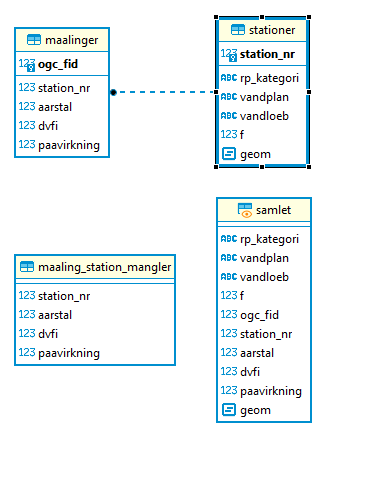 maalinger
123 ogc_fid
123 station_nr
123 aarstal
123 dvfi
123 paavirkning
stationer
123 station_nr
ABC rp_kategori
ABC vandplan
ABC vandloeb
123 f
geom
maaling_station_mangler
123 station_nr
123 aarstal
123 dvfi
123 paavirkning
samlet
ABC rp_kategori
ABC vandplan
ABC vandloeb
123 f
123 ogc_fid
123 station_nr
123 aarstal
123 dvfi
123 paavirkning
geom